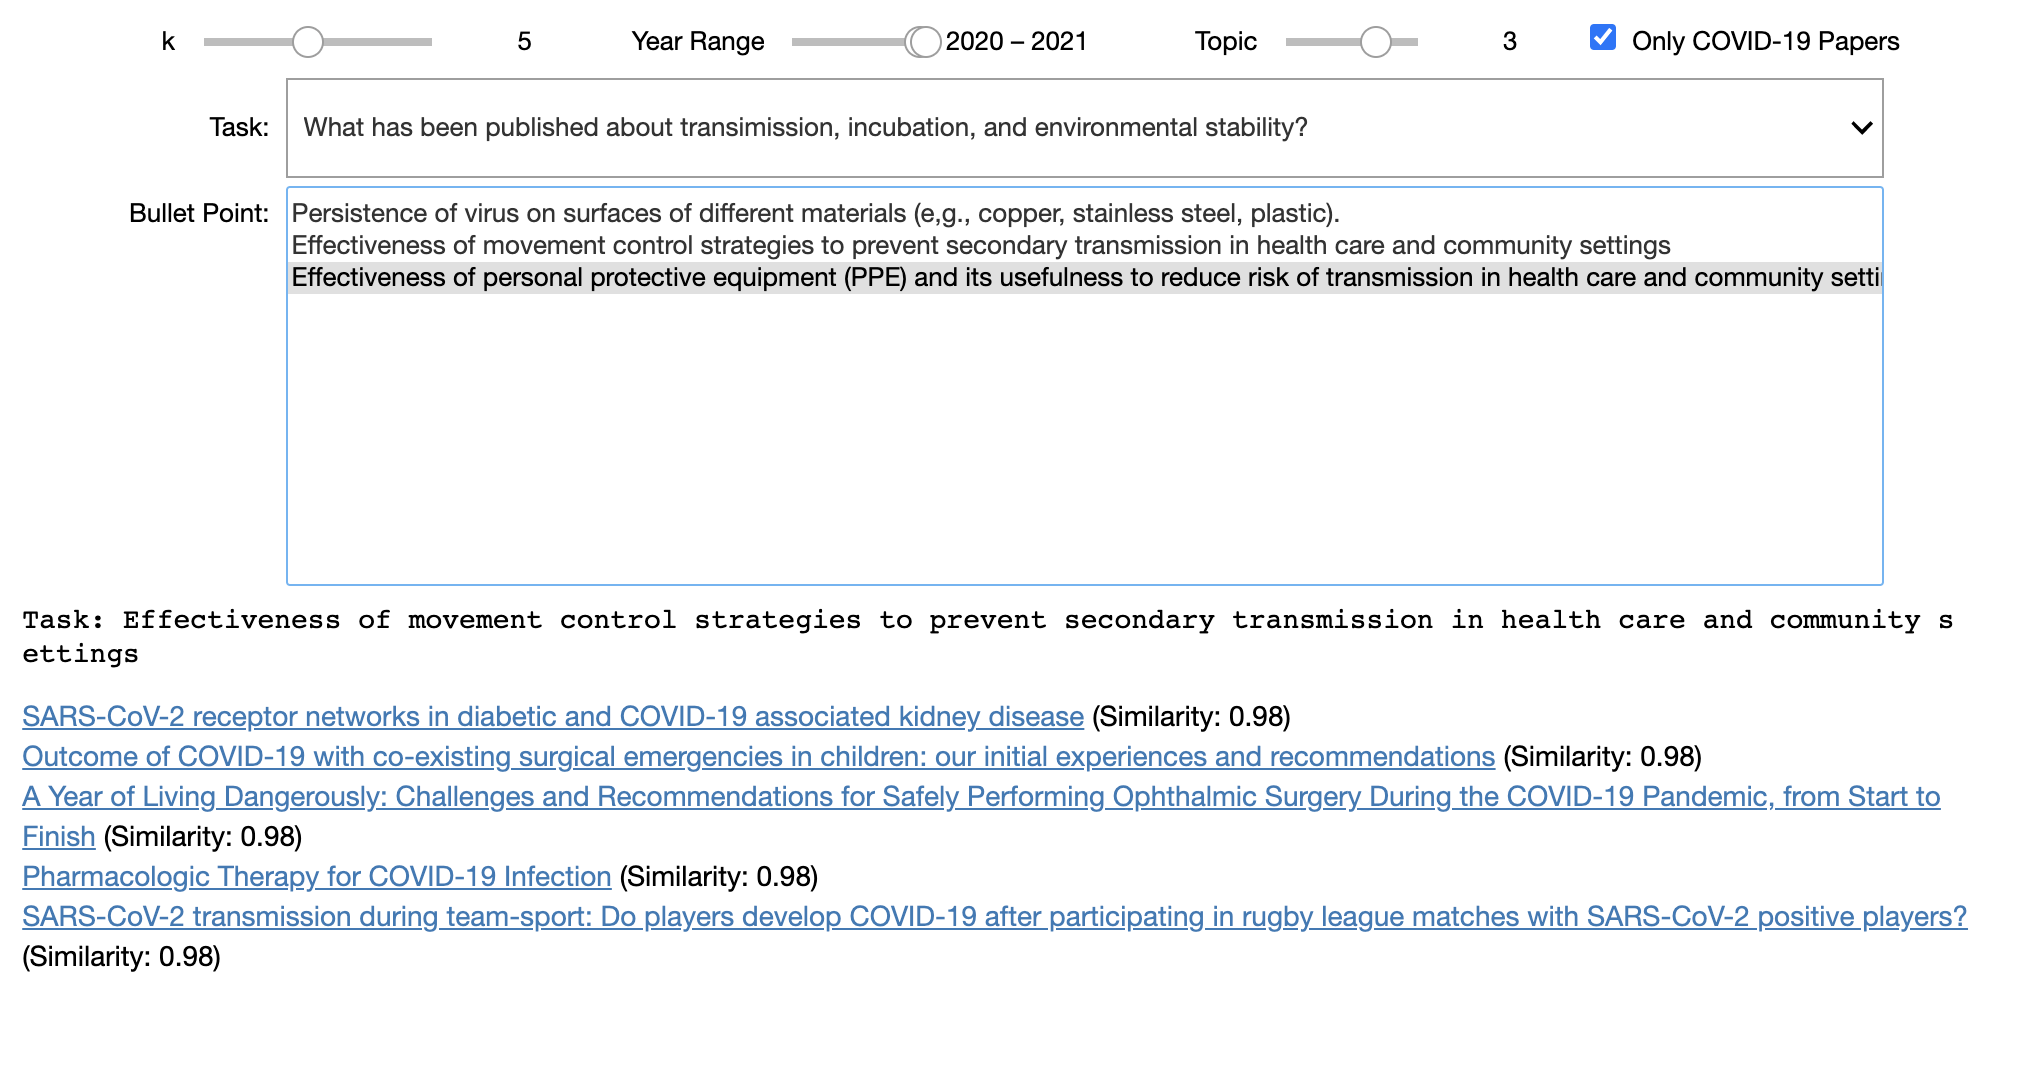 k 5 Year Range 2020 – 2021 Topic 3 Only COVID-19 Papers
Task: What has been published about transimission, incubation, and environmental stability?
Bullet Point: Persistence of virus on surfaces of different materials (e,g., copper, stainless steel, plastic).
Effectiveness of movement control strategies to prevent secondary transmission in health care and community settings
Effectiveness of personal protective equipment (PPE) and its usefulness to reduce risk of transmission in health care and community setti
Task: Effectiveness of movement control strategies to prevent secondary transmission in health care and community s
ettings
SARS-CoV-2 receptor networks in diabetic and COVID-19 associated kidney disease (Similarity: 0.98)
Outcome of COVID-19 with co-existing surgical emergencies in children: our initial experiences and recommendations (Similarity: 0.98)
A Year of Living Dangerously: Challenges and Recommendations for Safely Performing Ophthalmic Surgery During the COVID-19 Pandemic, from Start to
Finish (Similarity: 0.98)
Pharmacologic Therapy for COVID-19 Infection (Similarity: 0.98)
SARS-CoV-2 transmission during team-sport: Do players develop COVID-19 after participating in rugby league matches with SARS-CoV-2 positive players?
(Similarity: 0.98)